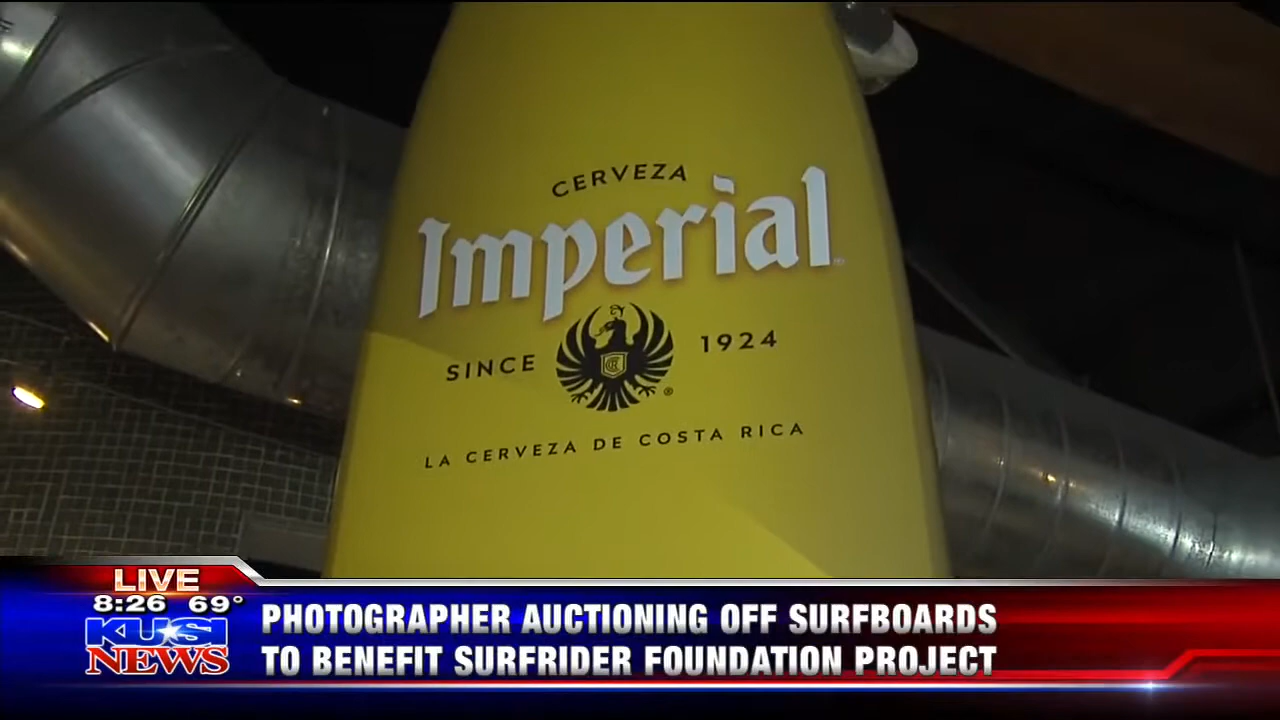 CERVEZA
Imperial
SINCE 1924
LA CERVEZA DE COSTA RICA
LIVE
8:26 69°
KUSI
NEWS
PHOTOGRAPHER AUCTIONING OFF SURFBOARDS
TO BENEFIT SURFRIDER FOUNDATION PROJECT